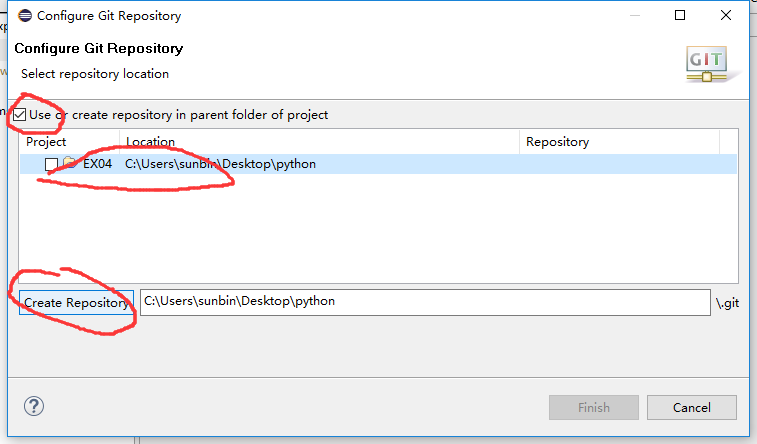 Configure Git Repository
Configure Git Repository
Select repository location
GIT
Use or create repository in parent folder of project
Project Location Repository
EX04 C:\Users\sunbin\Desktop\python
Create Repository C:\Users\sunbin\Desktop\python \.git
? Finish Cancel